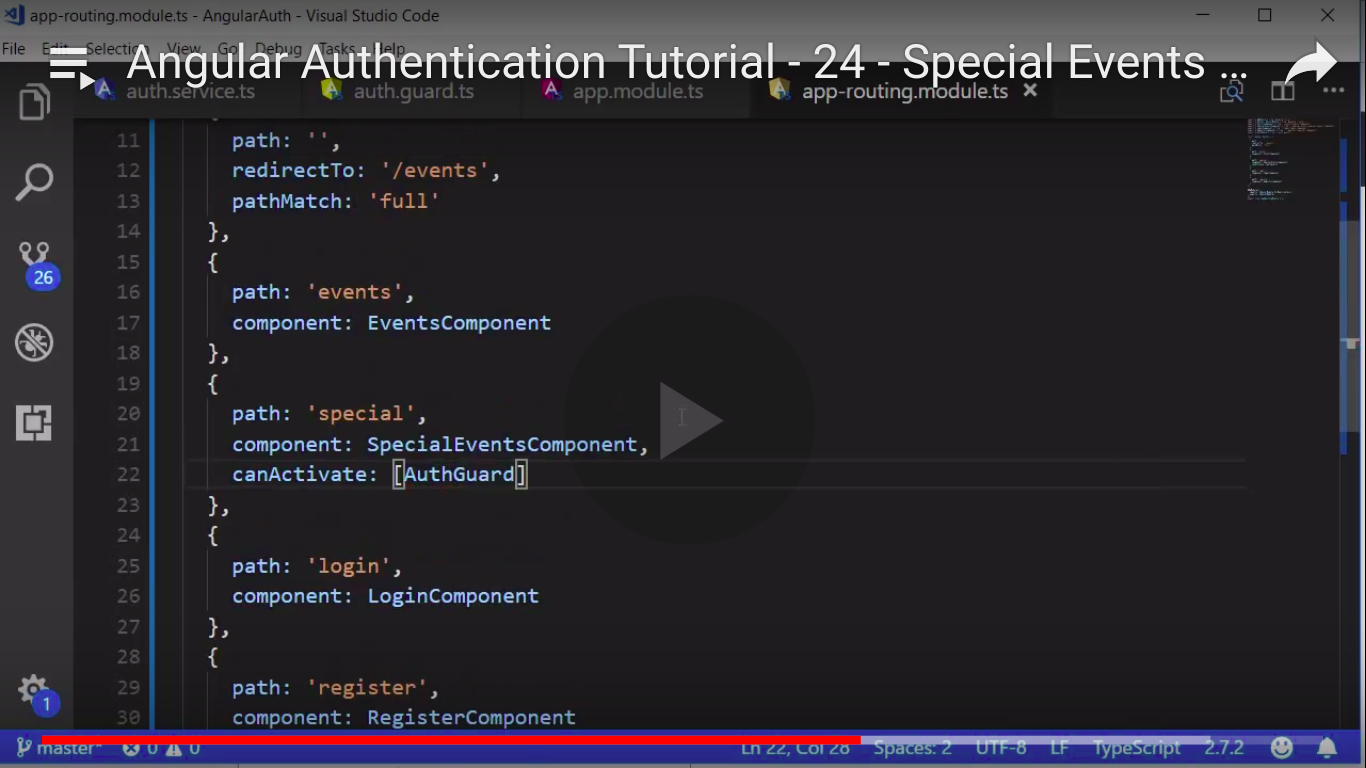 app-routing.module.ts - AngularAuth - Visual Studio Code
File Edit Selection View Go Debug Tasks Help
Angular Authentication Tutorial - 24 - Special Events ...
auth.service.ts auth.guard.ts app.module.ts app-routing.module.ts
11 path: '',
12 redirectTo: '/events',
13 pathMatch: 'full'
14 },
15 {
16 path: 'events',
17 component: EventsComponent
18 },
19 {
20 path: 'special',
21 component: SpecialEventsComponent,
22 canActivate: [AuthGuard]
23 },
24 {
25 path: 'login',
26 component: LoginComponent
27 },
28 {
29 path: 'register',
30 component: RegisterComponent
26
1
master* 0 0 Ln 22, Col 28 Spaces: 2 UTF-8 LF TypeScript 2.7.2